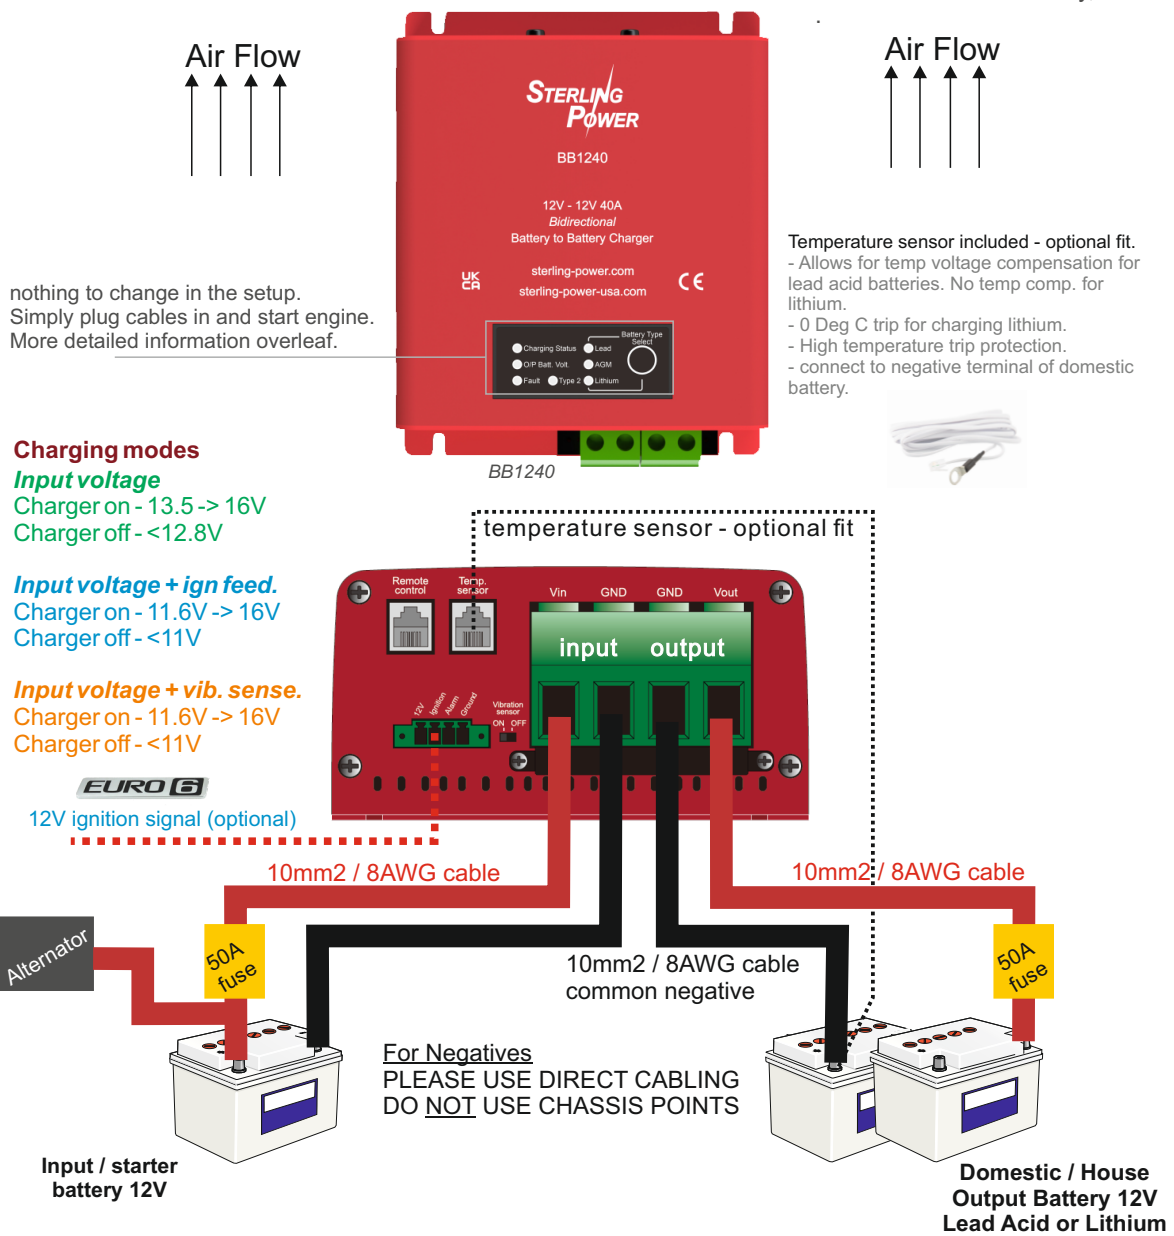 Air Flow
Air Flow
STERLING
POWER
BB1240
12V - 12V 40A
Bidirectional
Battery to Battery Charger
sterling-power.com
sterling-power-usa.com
UK
CA
CE
Temperature sensor included - optional fit.
- Allows for temp voltage compensation for
lead acid batteries. No temp comp. for
lithium.
- 0 Deg C trip for charging lithium.
- High temperature trip protection.
- connect to negative terminal of domestic
battery.
nothing to change in the setup.
Simply plug cables in and start engine.
More detailed information overleaf.
Battery Type
Select
Charging Status
Lead
O/P Batt. Volt.
AGM
Fault
Type 2
Lithium
BB1240
Charging modes
Input voltage
Charger on - 13.5 -> 16V
Charger off - <12.8V
Input voltage + ign feed.
Charger on - 11.6V -> 16V
Charger off - <11V
Input voltage + vib. sense.
Charger on - 11.6V -> 16V
Charger off - <11V
EURO 6
12V ignition signal (optional)
temperature sensor - optional fit
Remote
control
Temp.
sensor
Vin
GND
GND
Vout
input
output
12V
Ignition
Alarm
Ground
Vibration
sensor
ON OFF
10mm2 / 8AWG cable
10mm2 / 8AWG cable
Alternator
50A
fuse
10mm2 / 8AWG cable
common negative
50A
fuse
For Negatives
PLEASE USE DIRECT CABLING
DO NOT USE CHASSIS POINTS
Input / starter
battery 12V
Domestic / House
Output Battery 12V
Lead Acid or Lithium